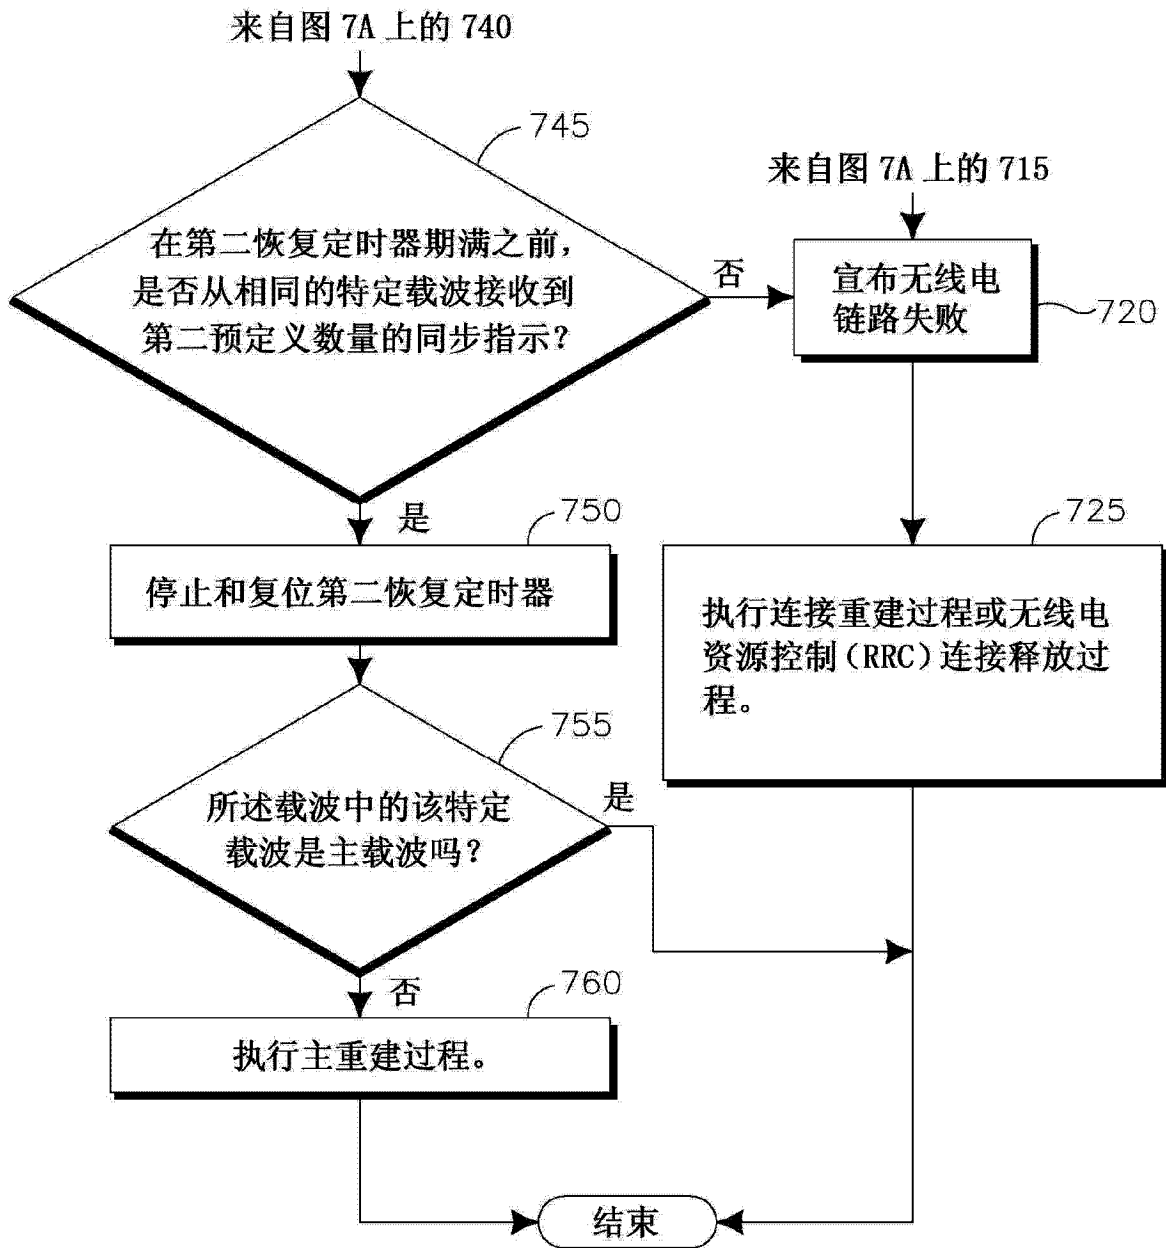 来自图 7A 上的 740
745
在第二恢复定时器期满之前，
是否从相同的特定载波接收到
第二预定义数量的同步指示？
否
来自图 7A 上的 715
宣布无线电
链路失败
720
是
750
停止和复位第二恢复定时器
725
执行连接重建过程或无线电
资源控制（RRC）连接释放过
程。
755
所述载波中的该特定
载波是主载波吗？
是
否
760
执行主重建过程。
结束